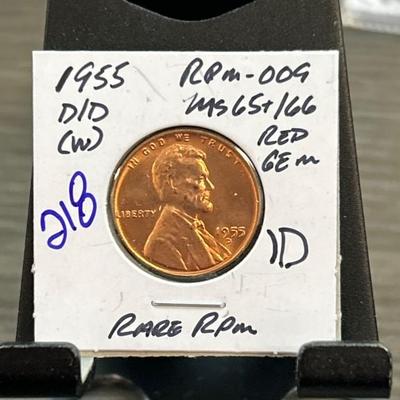 1955 RPM-009
D/D MS65+/66
(W) RED
GEM
218
IN GOD WE TRUST
LIBERTY
1955
D
1D
RARE RPM